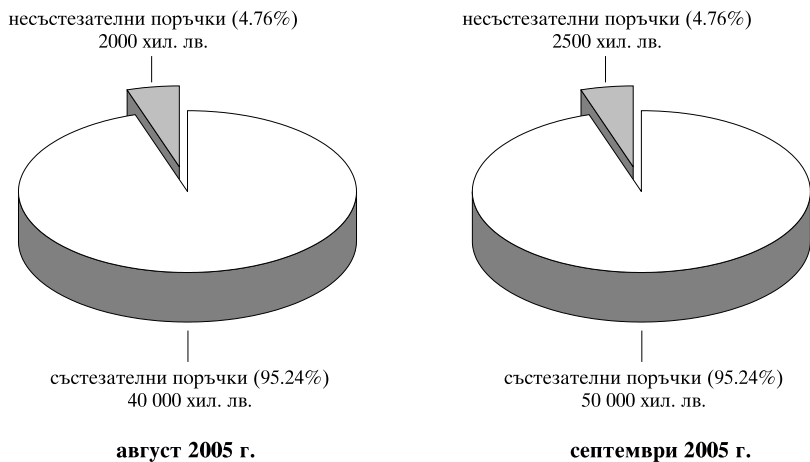 несъстезателни поръчки (4.76%)
2000 хил. лв.
състезателни поръчки (95.24%)
40 000 хил. лв.
август 2005 г.
несъстезателни поръчки (4.76%)
2500 хил. лв.
състезателни поръчки (95.24%)
50 000 хил. лв.
септември 2005 г.